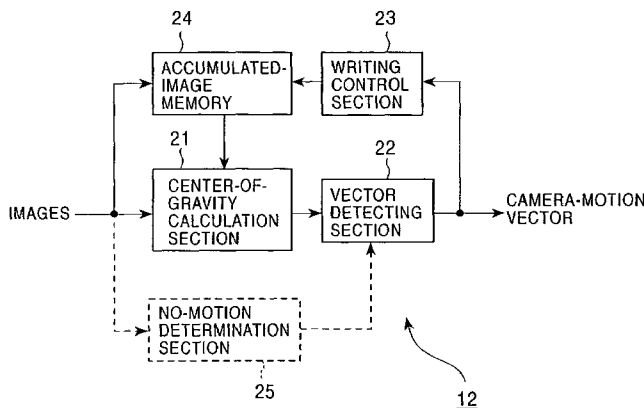 24
23
ACCUMULATED-
IMAGE
MEMORY
WRITING
CONTROL
SECTION
21
22
IMAGES
CENTER-OF-
GRAVITY
CALCULATION
SECTION
VECTOR
DETECTING
SECTION
CAMERA-MOTION
VECTOR
NO-MOTION
DETERMINATION
SECTION
25
12